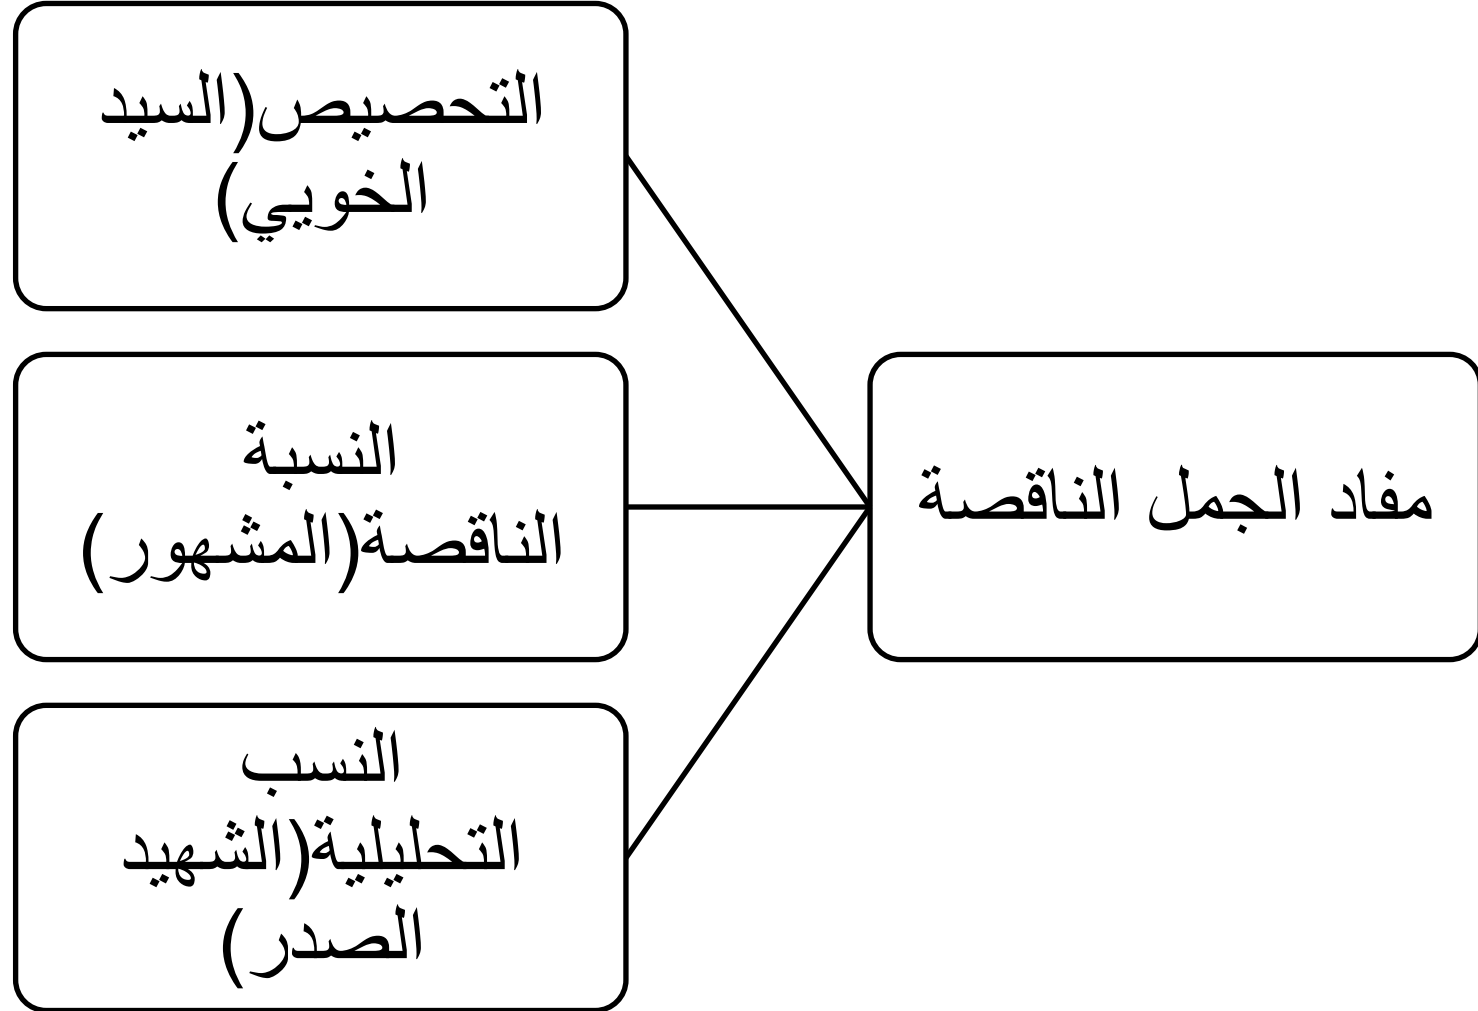 مفاد الجمل الناقصة
التحصيص(السيد
الخويي)
النسبة
الناقصة(المشهور)
النسب
التحليلية(الشهيد
الصدر)